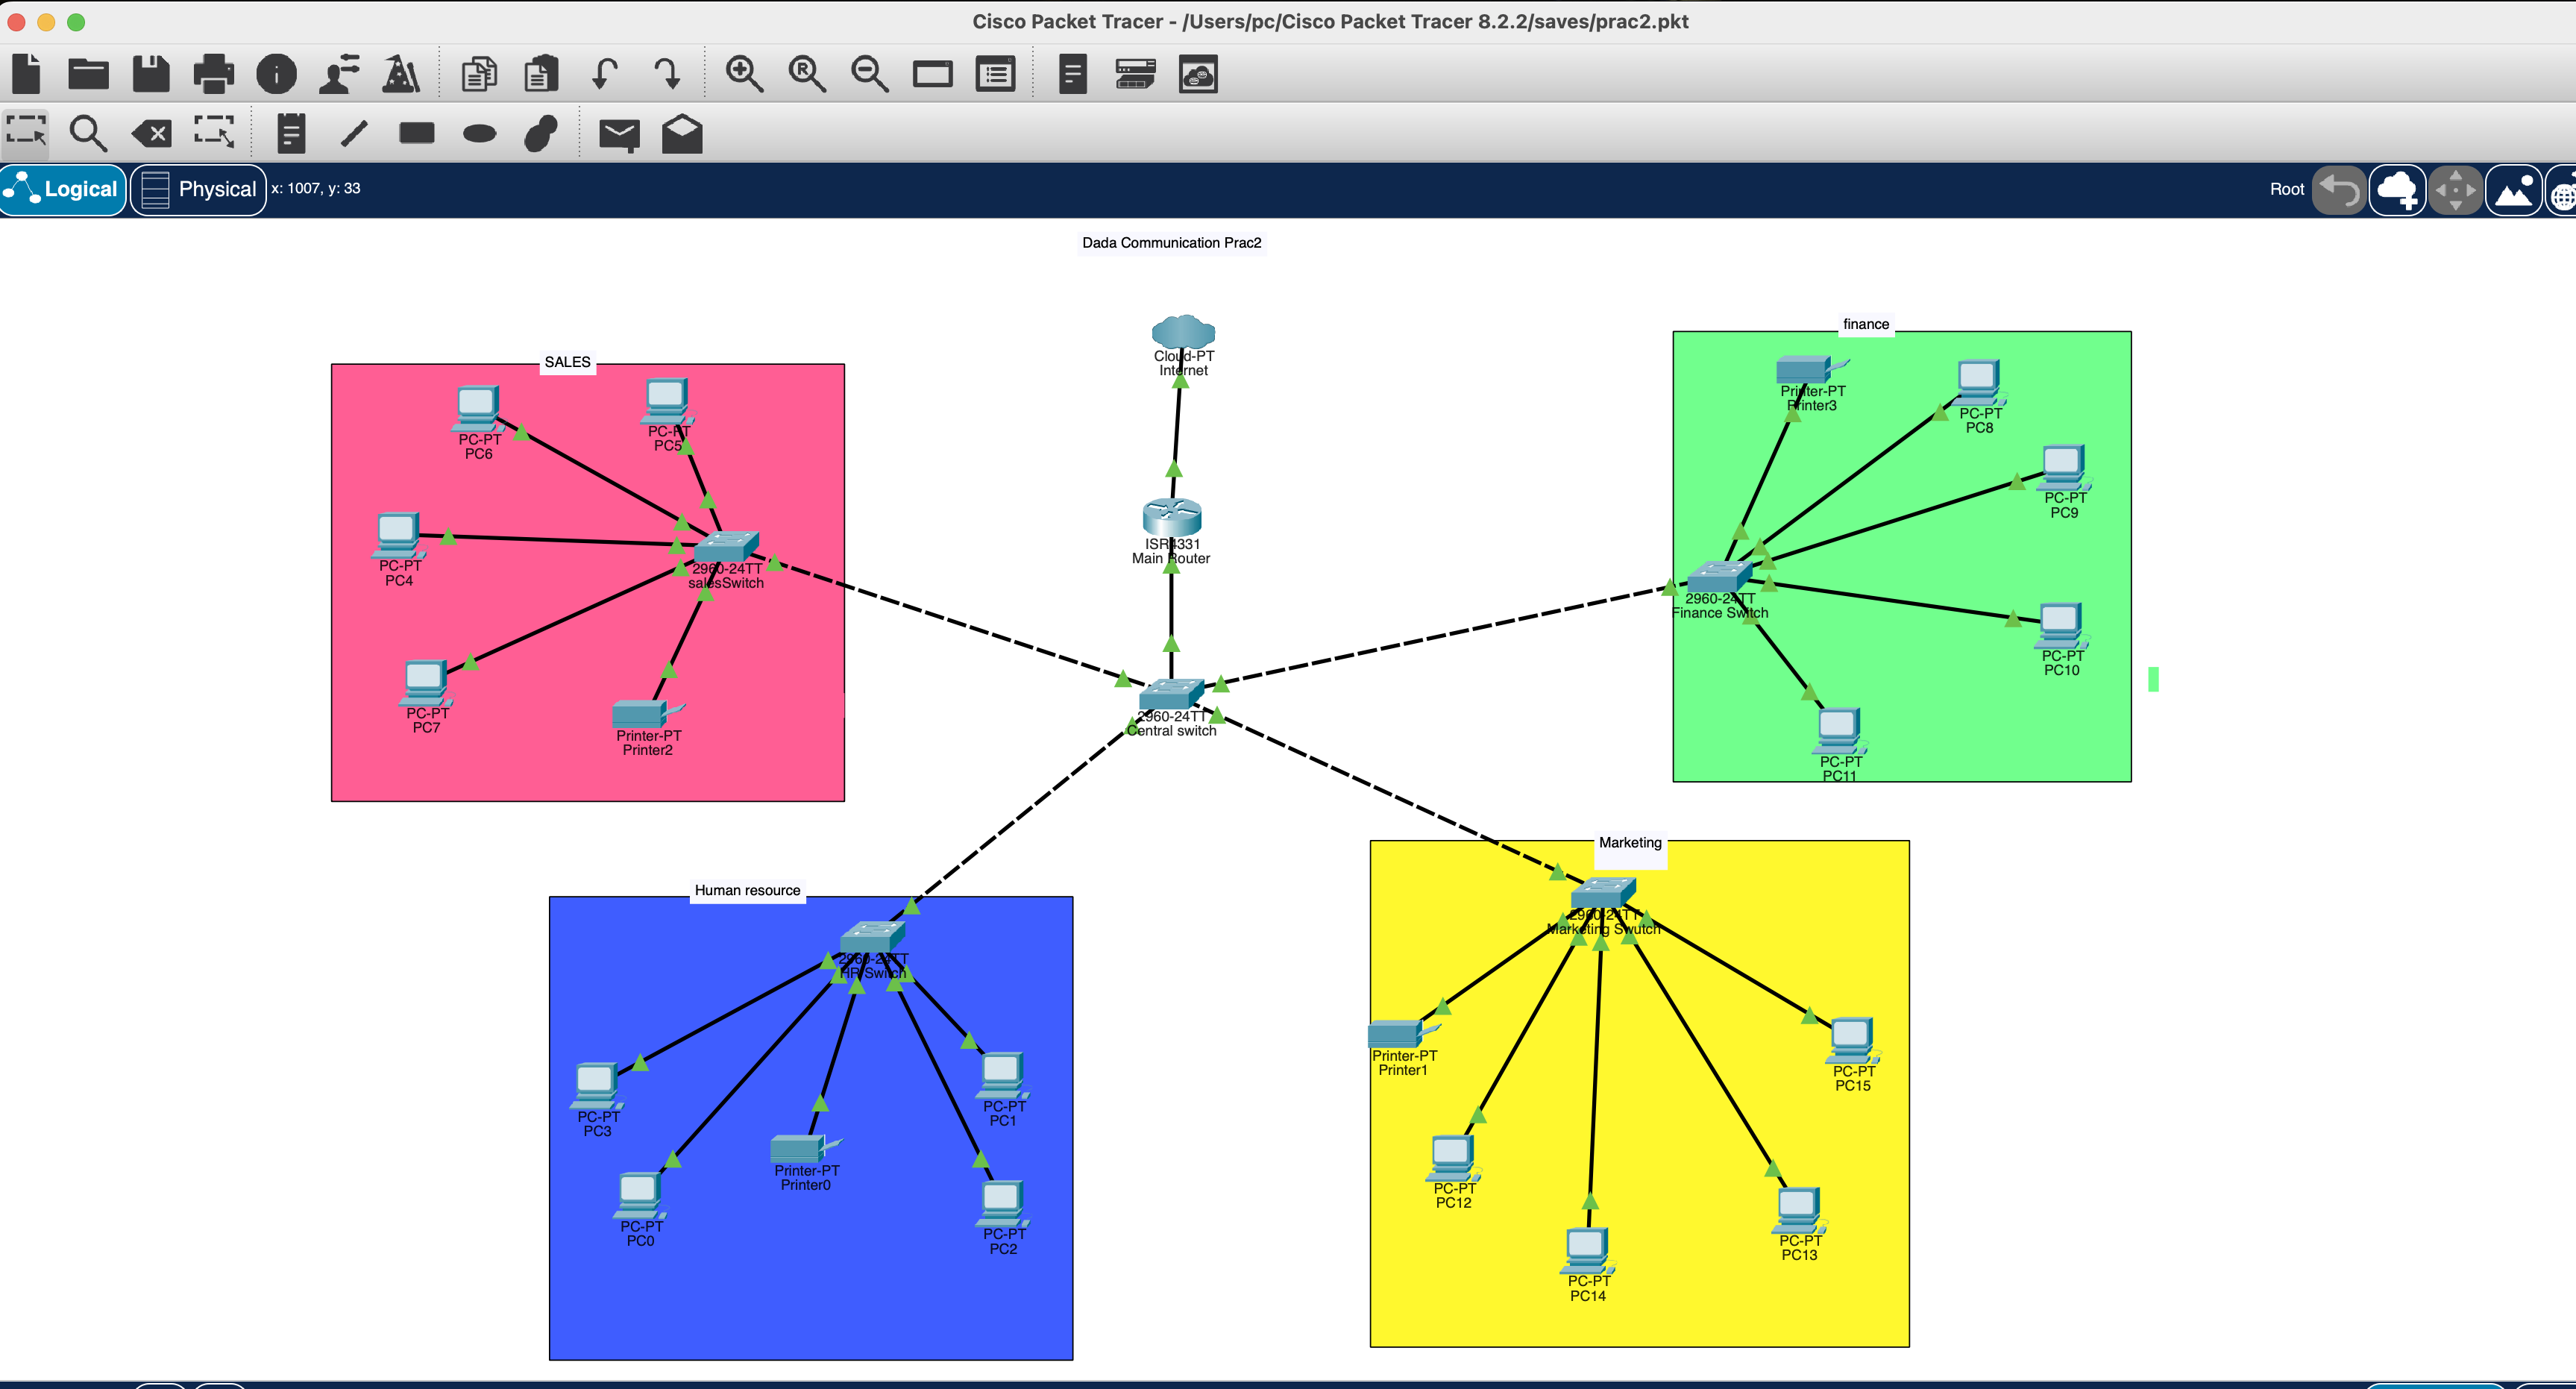 Cisco Packet Tracer - /Users/pc/Cisco Packet Tracer 8.2.2/saves/prac2.pkt
Logical
Physical
x: 1007, y: 33
Root
Dada Communication Prac2
Cloud-PT
Internet
ISR4331
Main Router
2960-24TT
Central switch
SALES
PC-PT
PC6
PC-PT
PC5
PC-PT
PC4
2960-24TT
salesSwitch
PC-PT
PC7
Printer-PT
Printer2
finance
Printer-PT
Printer3
PC-PT
PC8
PC-PT
PC9
2960-24TT
Finance Switch
PC-PT
PC10
PC-PT
PC11
Human resource
2960-24TT
HR Switch
PC-PT
PC3
PC-PT
PC1
Printer-PT
Printer0
PC-PT
PC0
PC-PT
PC2
Marketing
2960-24TT
Marketing Swutch
Printer-PT
Printer1
PC-PT
PC15
PC-PT
PC12
PC-PT
PC13
PC-PT
PC14